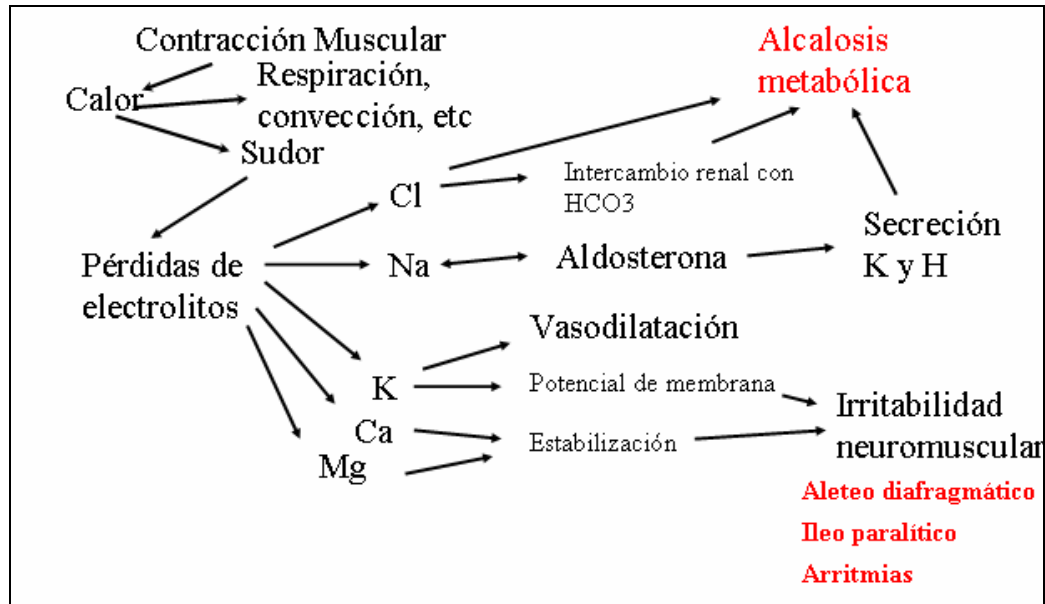 Contracción Muscular
Calor
Respiración,
convección, etc
Sudor
Pérdidas de
electrolitos
Cl
Na
K
Ca
Mg
Intercambio renal con
HCO3
Aldosterona
Vasodilatación
Potencial de membrana
Estabilización
Alcalosis
metabólica
Secreción
K y H
Irritabilidad
neuromuscular
Aleteo diafragmático
Ileo paralítico
Arritmias